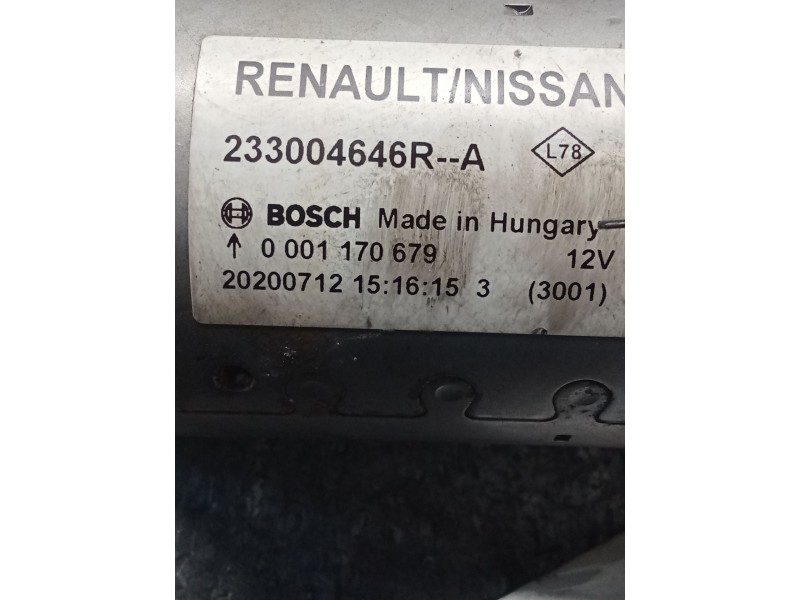 RENAULT/NISSAN
233004646R--A
L78
BOSCH Made in Hungary
↑ 0 001 170 679 12V
20200712 15:16:15 3 (3001)